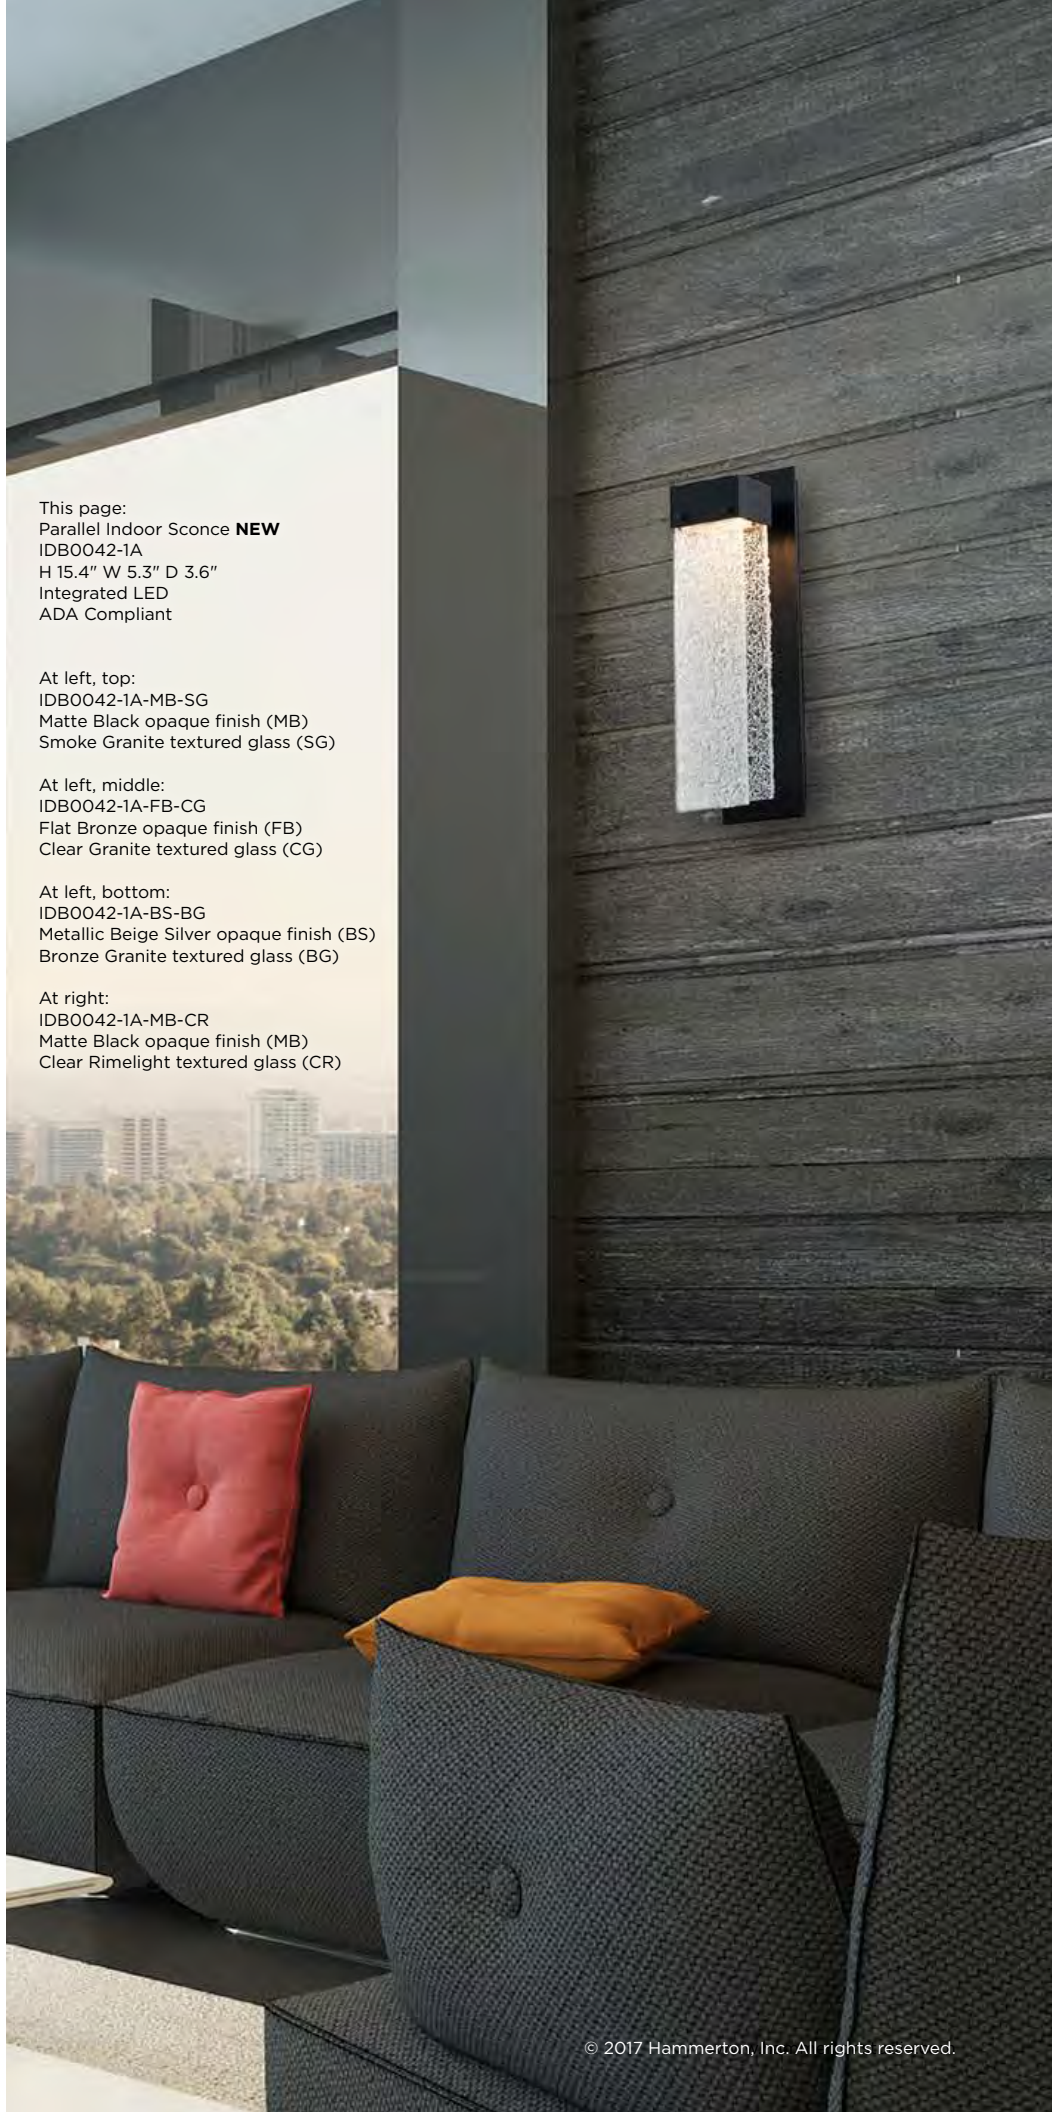 This page:
Parallel Indoor Sconce NEW
IDB0042-1A
H 15.4" W 5.3" D 3.6"
Integrated LED
ADA Compliant
At left, top:
IDB0042-1A-MB-SG
Matte Black opaque finish (MB)
Smoke Granite textured glass (SG)
At left, middle:
IDB0042-1A-FB-CG
Flat Bronze opaque finish (FB)
Clear Granite textured glass (CG)
At left, bottom:
IDB0042-1A-BS-BG
Metallic Beige Silver opaque finish (BS)
Bronze Granite textured glass (BG)
At right:
IDB0042-1A-MB-CR
Matte Black opaque finish (MB)
Clear Rimelight textured glass (CR)
© 2017 Hammerton, Inc. All rights reserved.